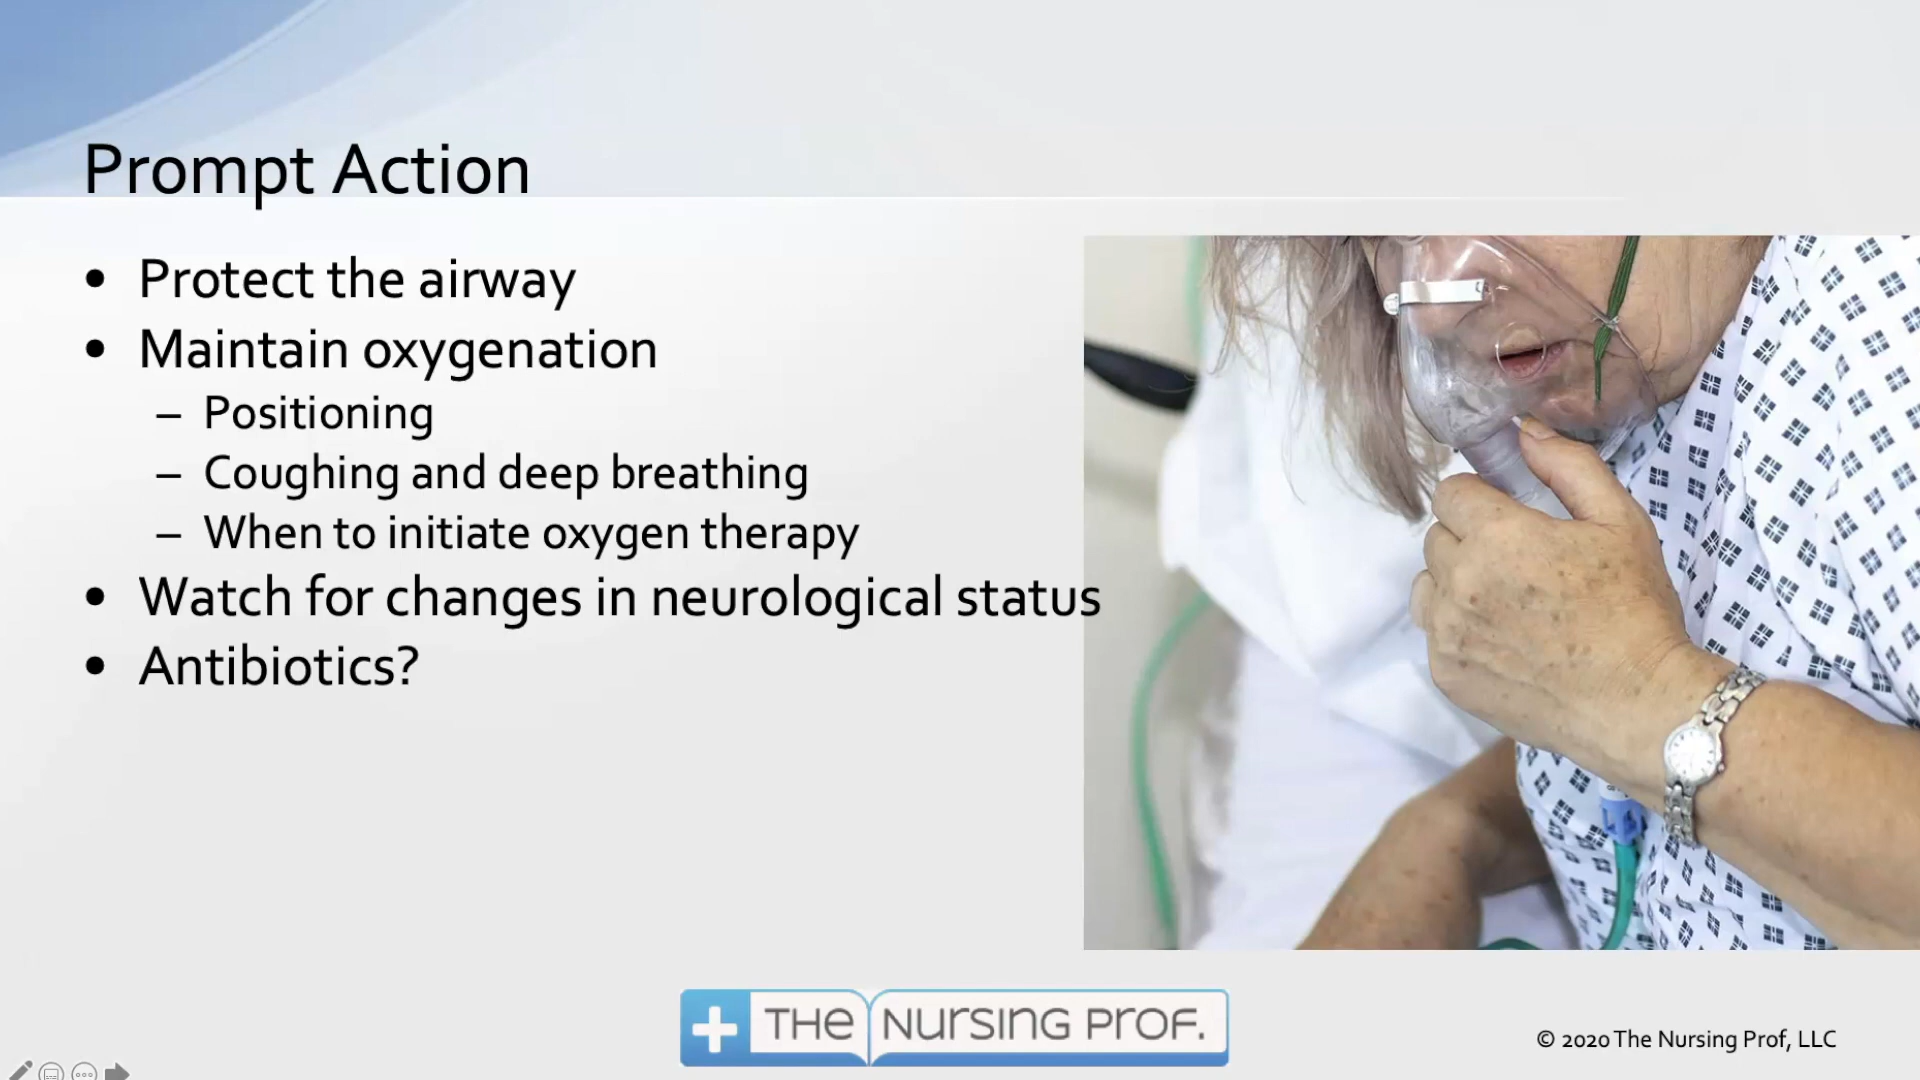 Prompt Action
• Protect the airway
• Maintain oxygenation
– Positioning
– Coughing and deep breathing
– When to initiate oxygen therapy
• Watch for changes in neurological status
• Antibiotics?
THE NURSING PROF.
© 2020 The Nursing Prof, LLC